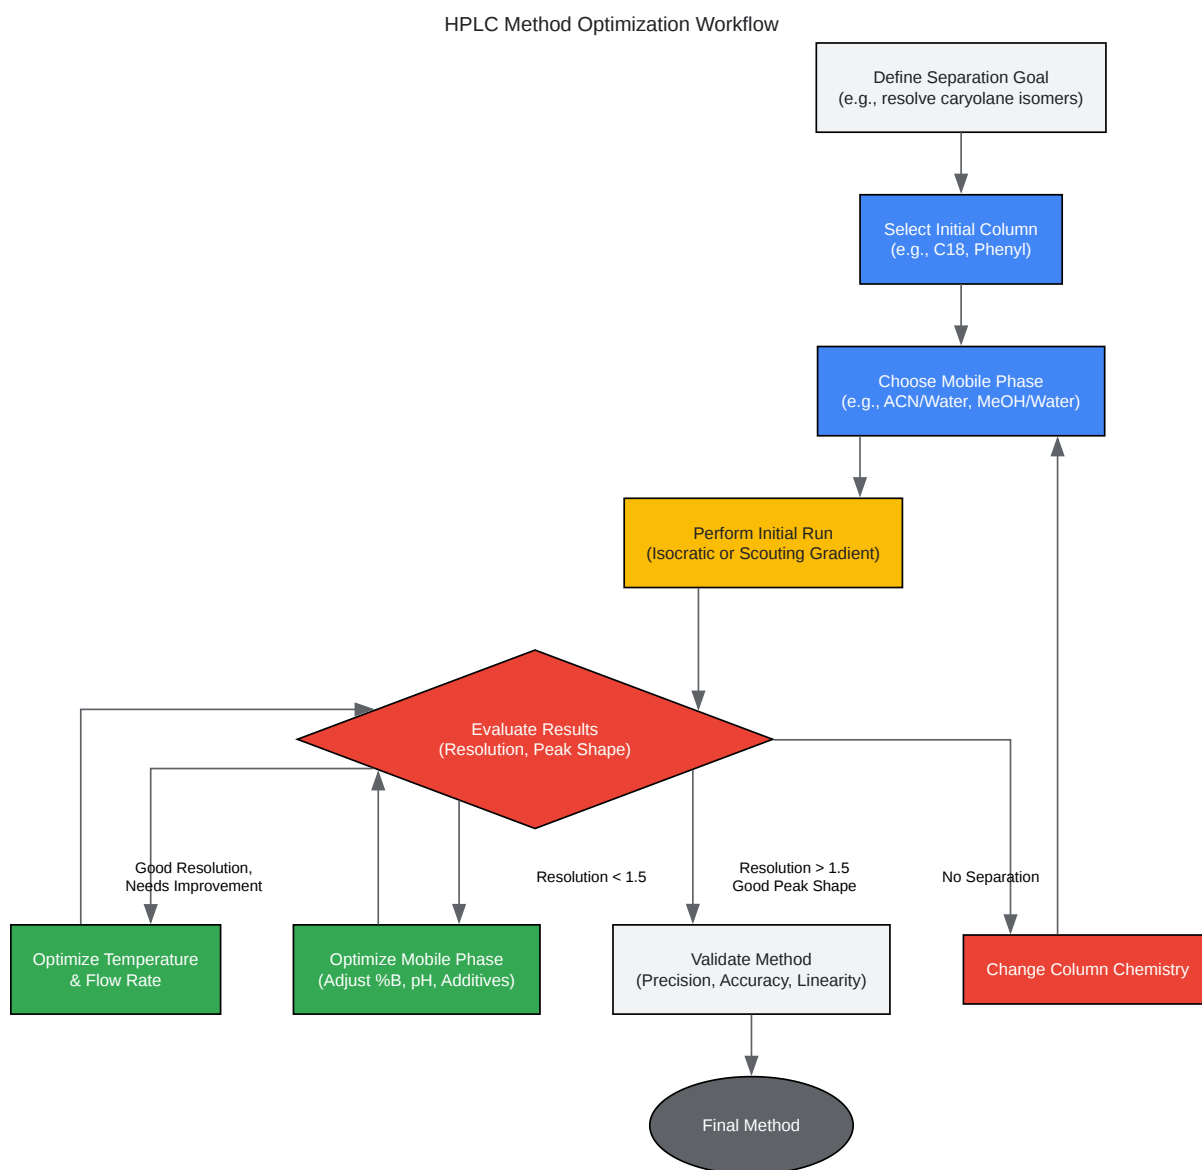 HPLC Method Optimization Workflow
Define Separation Goal
(e.g., resolve caryolane isomers)
Select Initial Column
(e.g., C18, Phenyl)
Choose Mobile Phase
(e.g., ACN/Water, MeOH/Water)
Perform Initial Run
(Isocratic or Scouting Gradient)
Evaluate Results
(Resolution, Peak Shape)
Good Resolution,
Needs Improvement
Resolution < 1.5
Resolution > 1.5
Good Peak Shape
No Separation
Optimize Temperature
& Flow Rate
Optimize Mobile Phase
(Adjust %B, pH, Additives)
Validate Method
(Precision, Accuracy, Linearity)
Change Column Chemistry
Final Method